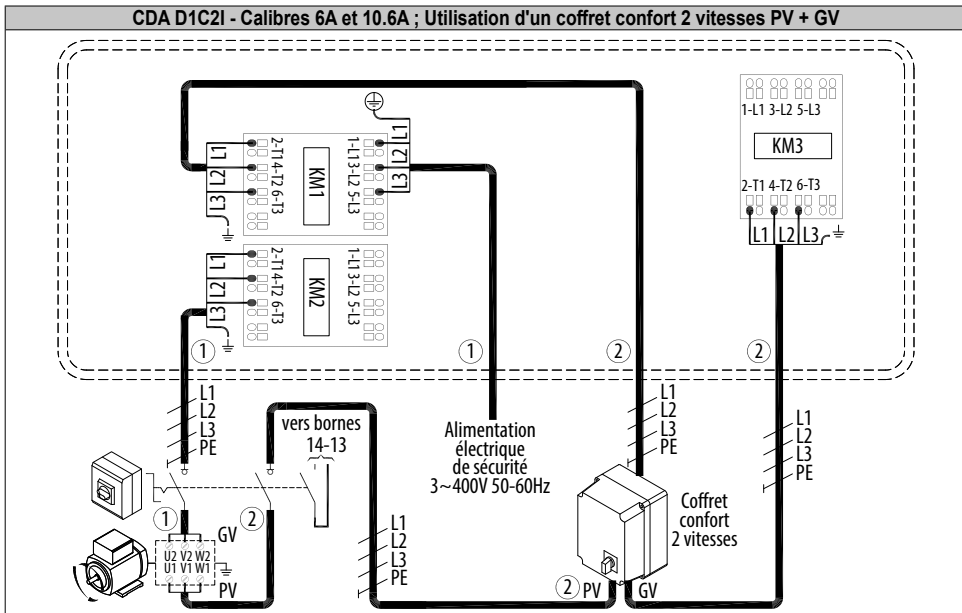 CDA D1C2I - Calibres 6A et 10.6A ; Utilisation d'un coffret confort 2 vitesses PV + GV
1-L1 3-L2 5-L3
KM3
2-T1 4-T2 6-T3
L1 L2 L3
L1
L2
L3
2-T1 4-T2 6-T3
KM1
1-L1 3-L2 5-L3
L1
L2
L3
L1
L2
L3
2-T1 4-T2 6-T3
KM2
1-L1 3-L2 5-L3
1
1
2
2
L1
L2
L3
PE
vers bornes
14-13
Alimentation
électrique
de sécurité
3~400V 50-60Hz
L1
L2
L3
PE
L1
L2
L3
PE
Coffret
confort
2 vitesses
1
2
GV
U2 V2 W2
U1 V1 W1
PV
L1
L2
L3
PE
2 PV
GV